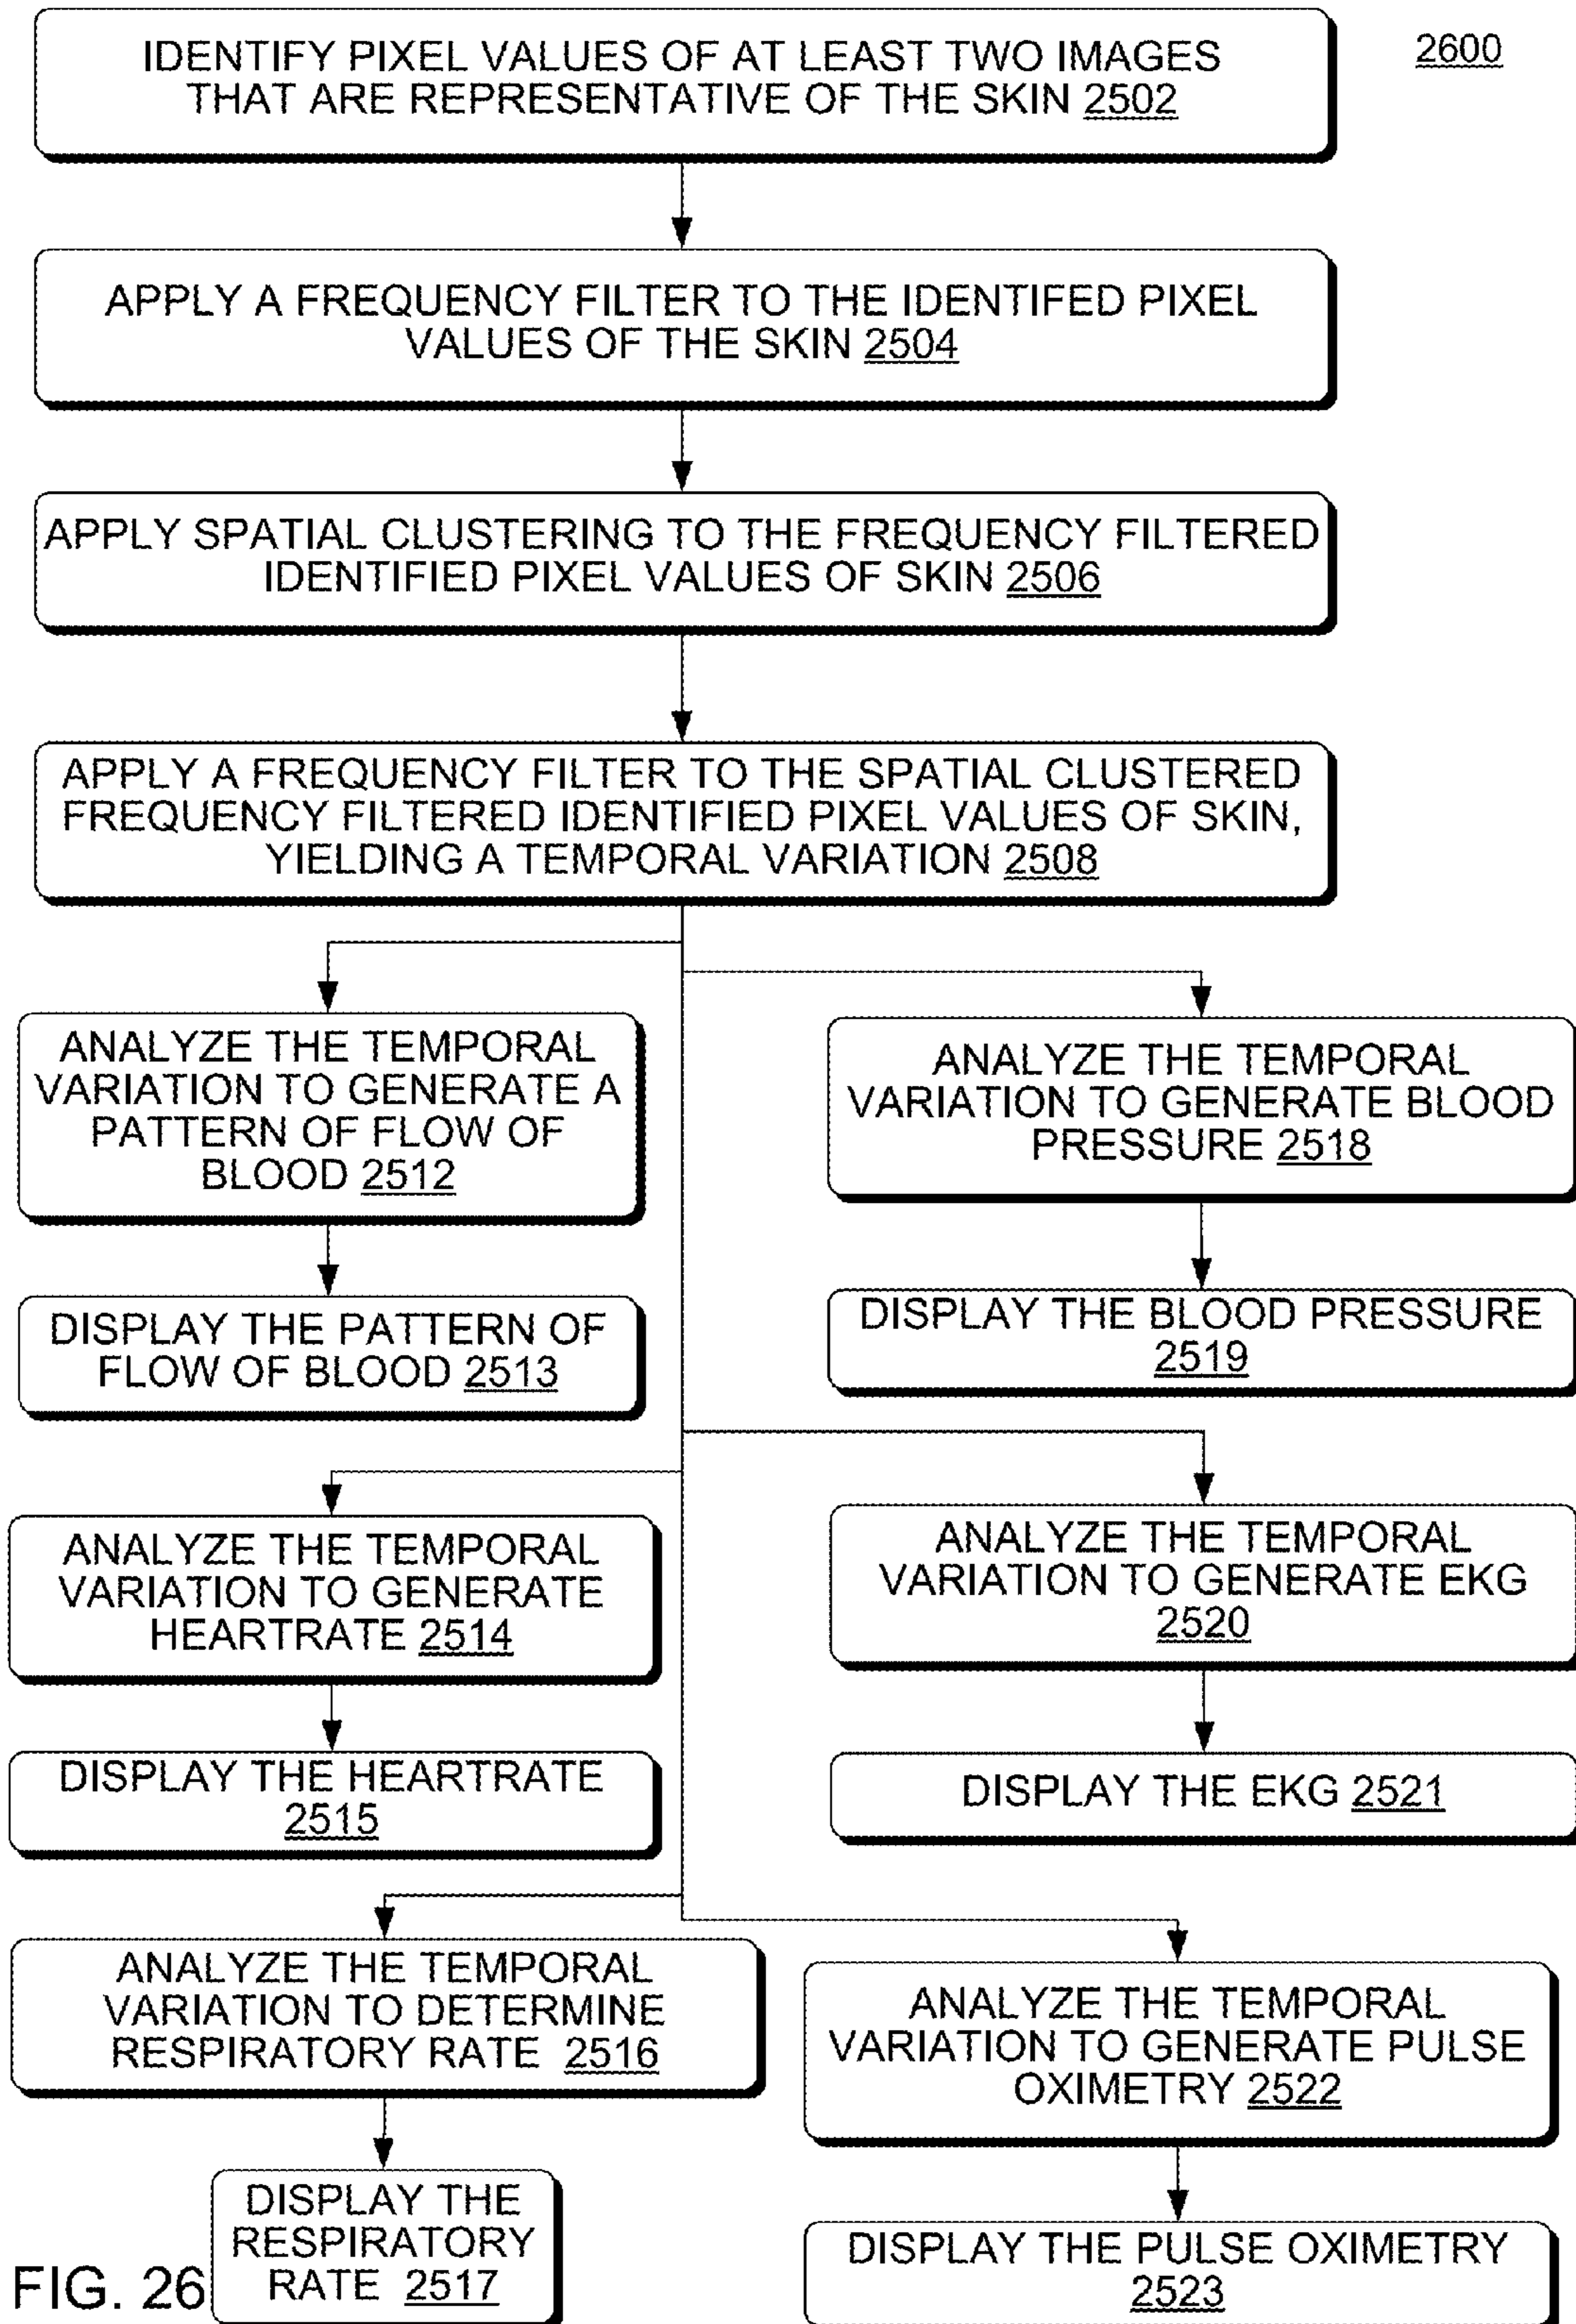 IDENTIFY PIXEL VALUES OF AT LEAST TWO IMAGES
THAT ARE REPRESENTATIVE OF THE SKIN 2502
2600
APPLY A FREQUENCY FILTER TO THE IDENTIFED PIXEL
VALUES OF THE SKIN 2504
APPLY SPATIAL CLUSTERING TO THE FREQUENCY FILTERED
IDENTIFIED PIXEL VALUES OF SKIN 2506
APPLY A FREQUENCY FILTER TO THE SPATIAL CLUSTERED
FREQUENCY FILTERED IDENTIFIED PIXEL VALUES OF SKIN,
YIELDING A TEMPORAL VARIATION 2508
ANALYZE THE TEMPORAL
VARIATION TO GENERATE A
PATTERN OF FLOW OF
BLOOD 2512
ANALYZE THE TEMPORAL
VARIATION TO GENERATE BLOOD
PRESSURE 2518
DISPLAY THE PATTERN OF
FLOW OF BLOOD 2513
DISPLAY THE BLOOD PRESSURE
2519
ANALYZE THE TEMPORAL
VARIATION TO GENERATE
HEARTRATE 2514
ANALYZE THE TEMPORAL
VARIATION TO GENERATE EKG
2520
DISPLAY THE HEARTRATE
2515
DISPLAY THE EKG 2521
ANALYZE THE TEMPORAL
VARIATION TO DETERMINE
RESPIRATORY RATE 2516
ANALYZE THE TEMPORAL
VARIATION TO GENERATE PULSE
OXIMETRY 2522
DISPLAY THE
RESPIRATORY
RATE 2517
DISPLAY THE PULSE OXIMETRY
2523
FIG. 26